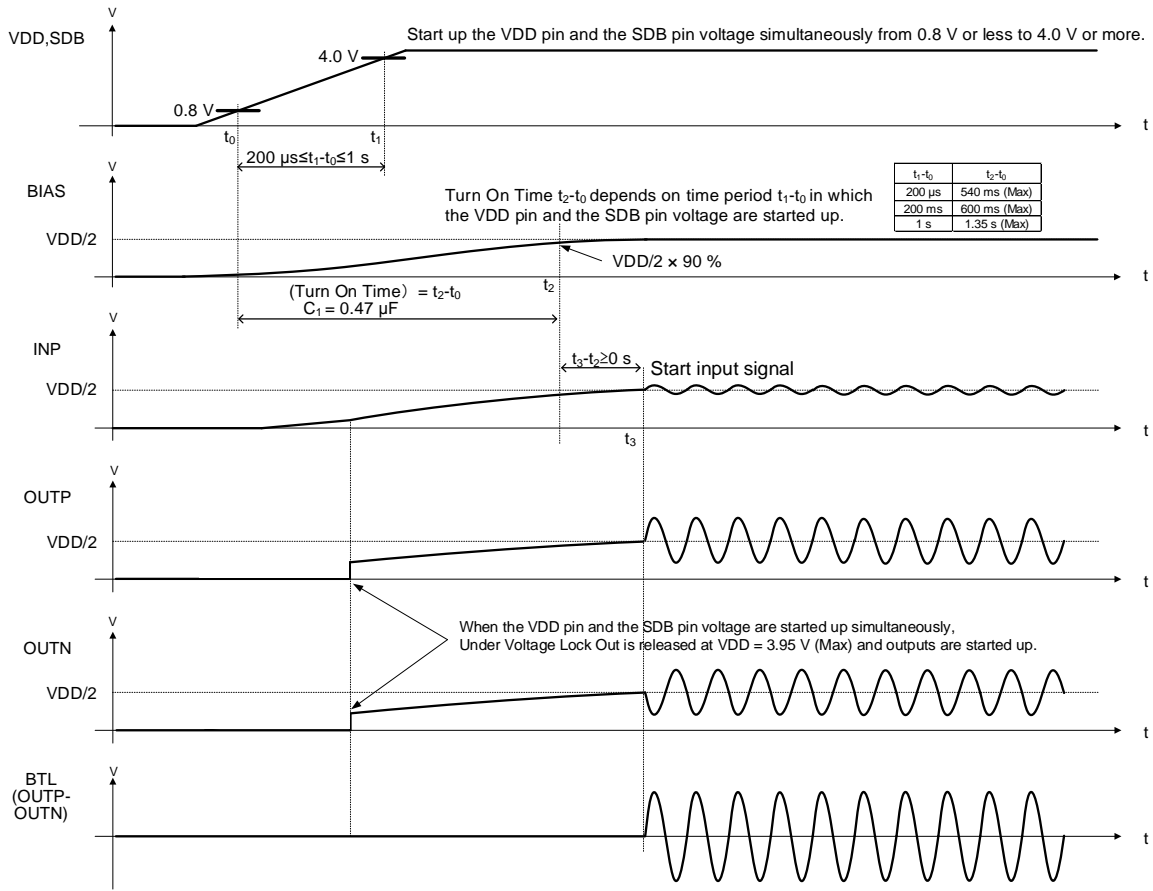 V
VDD,SDB
Start up the VDD pin and the SDB pin voltage simultaneously from 0.8 V or less to 4.0 V or more.
4.0 V
0.8 V
t0
t1
t
200 µs≤t1-t0≤1 s
V
BIAS
Turn On Time t2-t0 depends on time period t1-t0 in which
the VDD pin and the SDB pin voltage are started up.
t1-t0 t2-t0
200 µs 540 ms (Max)
200 ms 600 ms (Max)
1 s 1.35 s (Max)
VDD/2
VDD/2 × 90 %
t2
t
(Turn On Time) = t2-t0
C1 = 0.47 µF
V
INP
t3-t2≥0 s
Start input signal
VDD/2
t3
t
V
OUTP
VDD/2
t
V
OUTN
When the VDD pin and the SDB pin voltage are started up simultaneously,
Under Voltage Lock Out is released at VDD = 3.95 V (Max) and outputs are started up.
VDD/2
t
V
BTL
(OUTP-
OUTN)
t